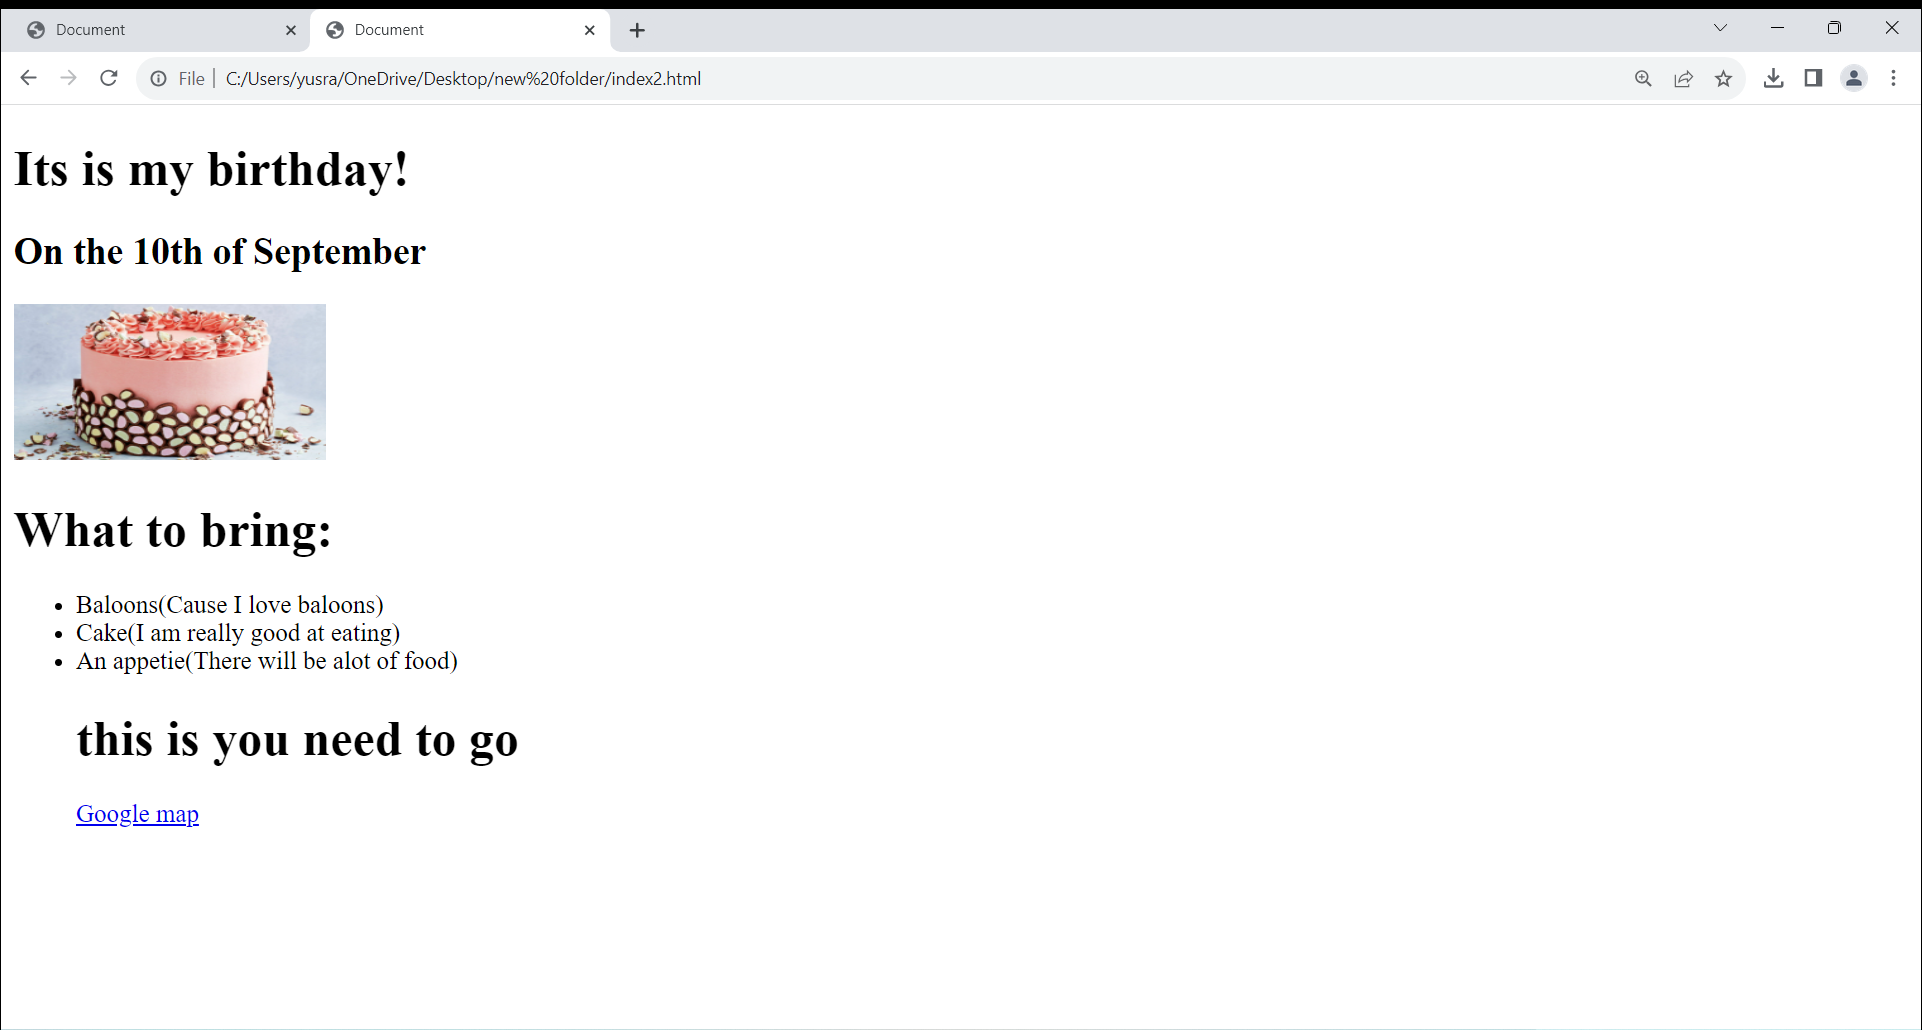 Document
Document
File
C:/Users/yusra/OneDrive/Desktop/new%20folder/index2.html
Its is my birthday!
On the 10th of September
What to bring:
Baloons(Cause I love baloons)
Cake(I am really good at eating)
An appetie(There will be alot of food)
this is you need to go
Google map